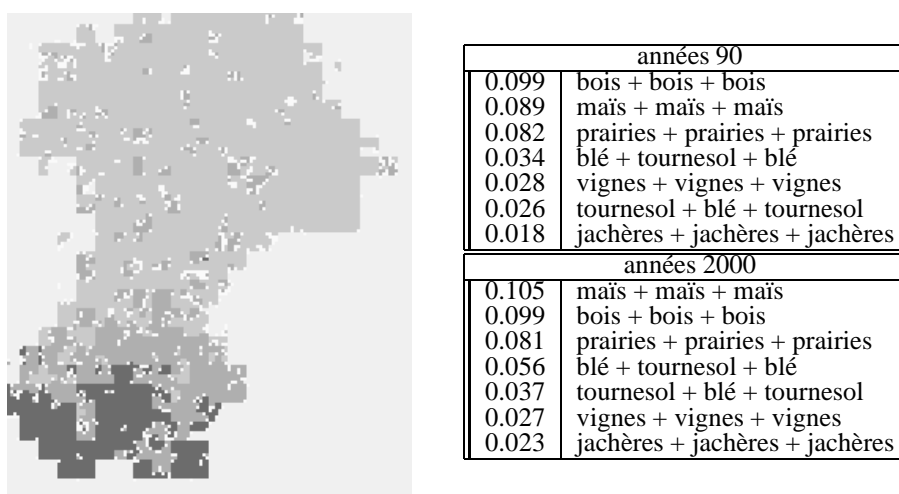 années 90
0.099 bois + bois + bois
0.089 maïs + maïs + maïs
0.082 prairies + prairies + prairies
0.034 blé + tournesol + blé
0.028 vignes + vignes + vignes
0.026 tournesol + blé + tournesol
0.018 jachères + jachères + jachères
années 2000
0.105 maïs + maïs + maïs
0.099 bois + bois + bois
0.081 prairies + prairies + prairies
0.056 blé + tournesol + blé
0.037 tournesol + blé + tournesol
0.027 vignes + vignes + vignes
0.023 jachères + jachères + jachères